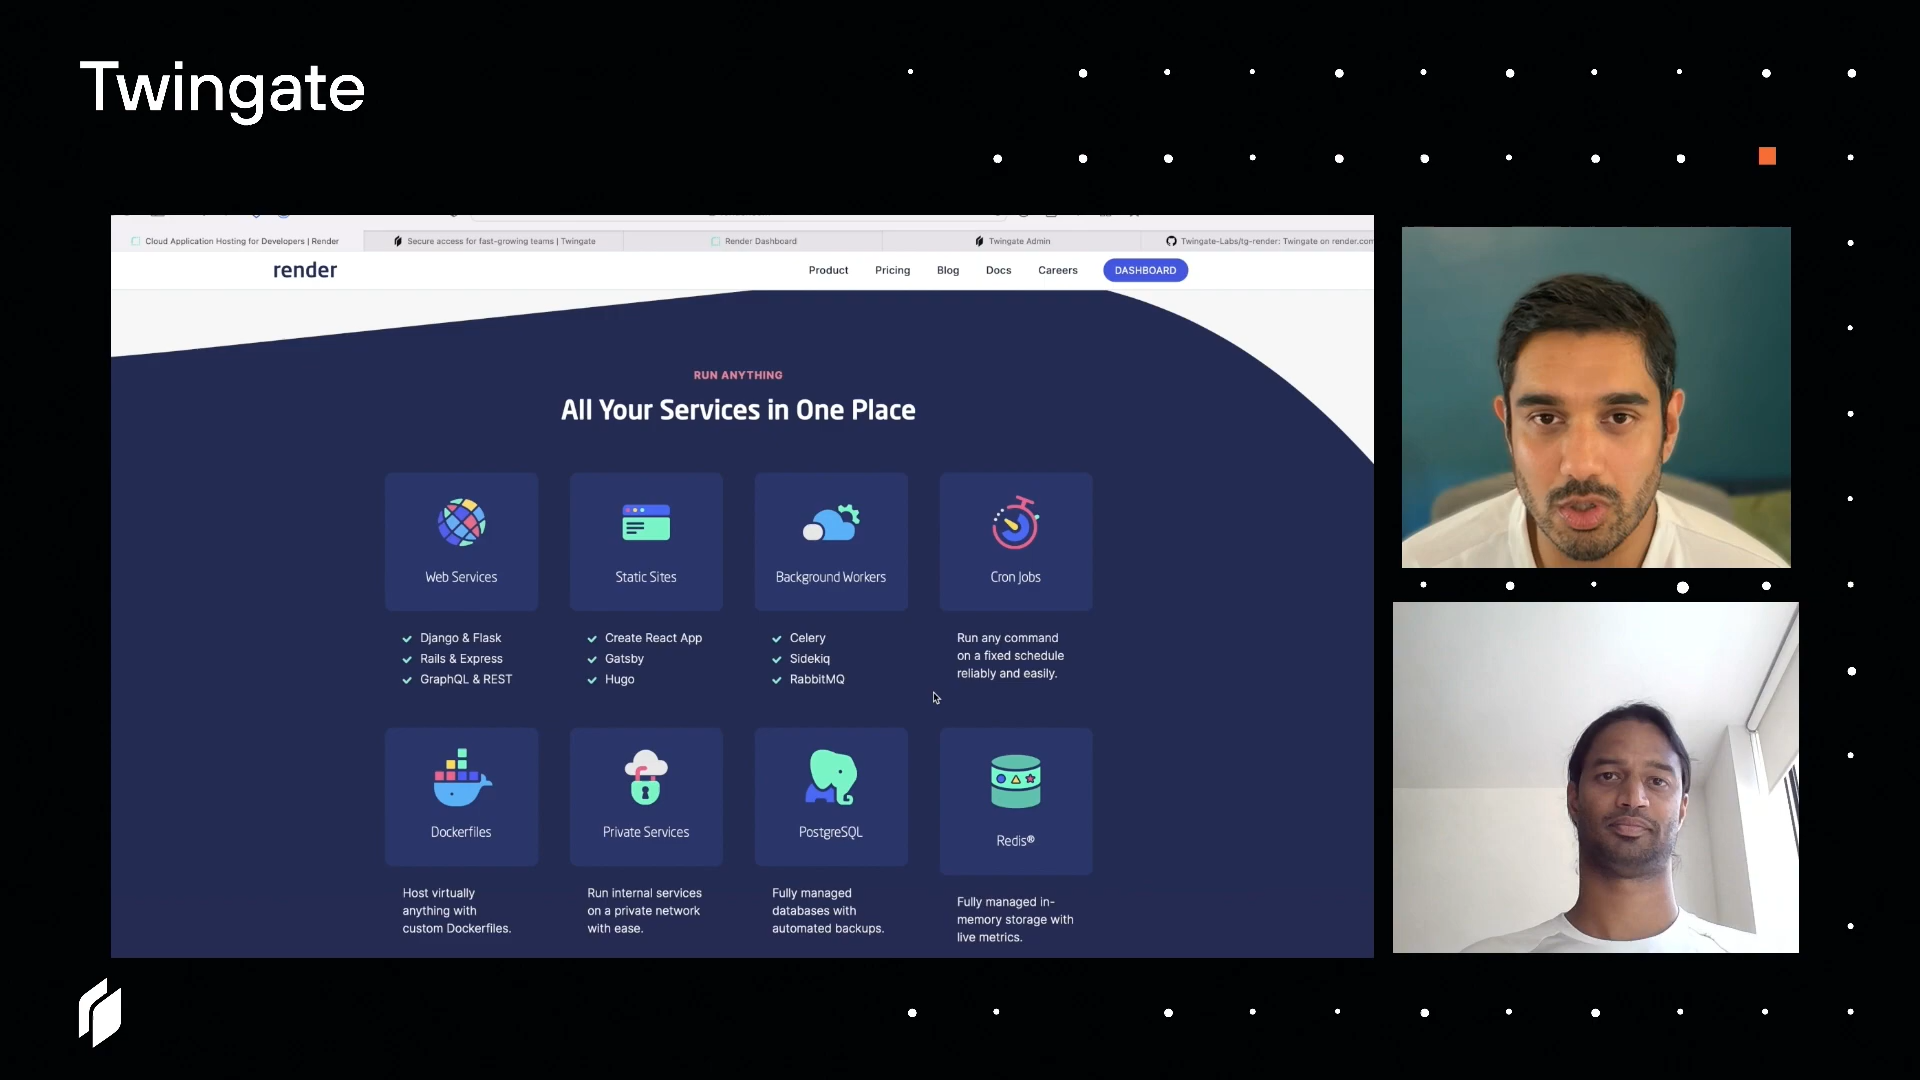 Twingate
Cloud Application Hosting for Developers | Render
Secure access for fast-growing teams | Twingate
Render Dashboard
Twingate Admin
Twingate-Labs/tg-render: Twingate on render.com
render
Product
Pricing
Blog
Docs
Careers
DASHBOARD
RUN ANYTHING
All Your Services in One Place
Web Services
Static Sites
Background Workers
Cron Jobs
Django & Flask
Rails & Express
GraphQL & REST
Create React App
Gatsby
Hugo
Celery
Sidekiq
RabbitMQ
Run any command
on a fixed schedule
reliably and easily.
Dockerfiles
Private Services
PostgreSQL
Redis®
Host virtually
anything with
custom Dockerfiles.
Run internal services
on a private network
with ease.
Fully managed
databases with
automated backups.
Fully managed in-
memory storage with
live metrics.